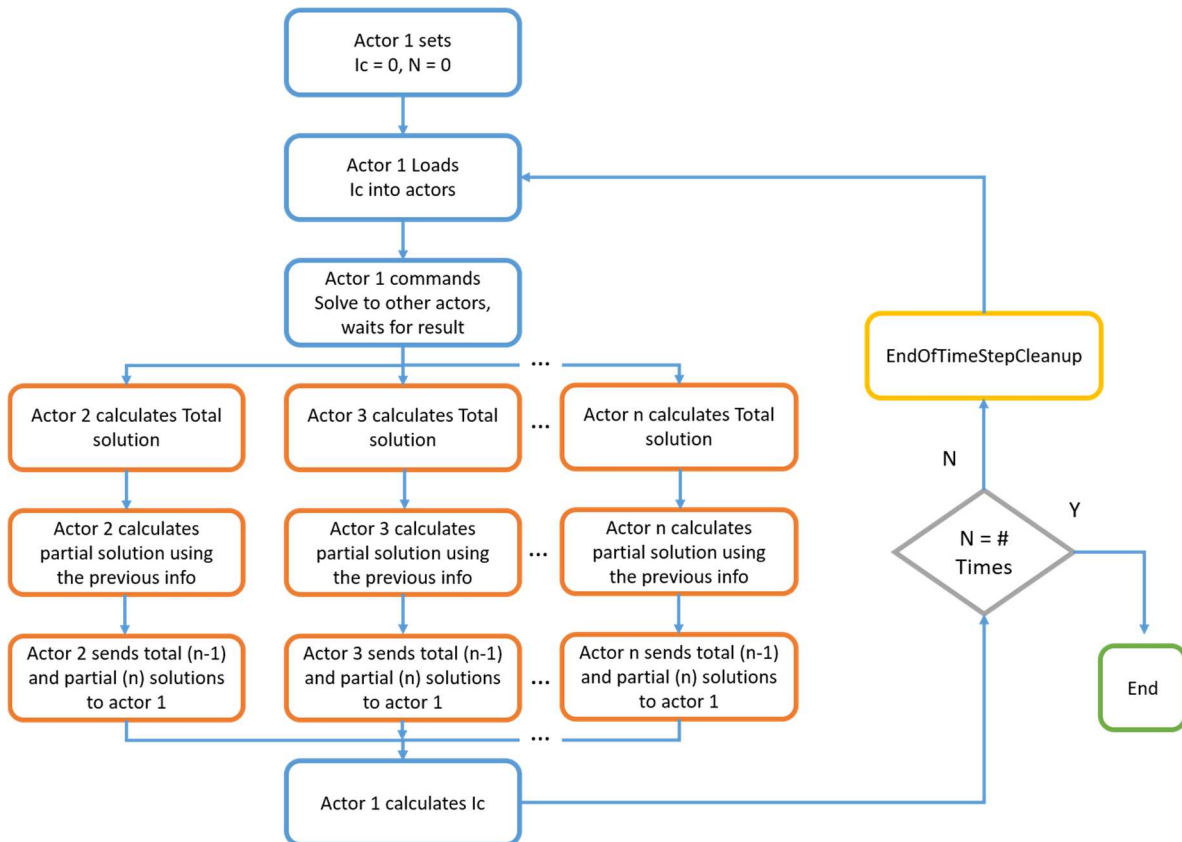 Actor 1 sets
Ic = 0, N = 0
Actor 1 Loads
Ic into actors
Actor 1 commands
Solve to other actors,
waits for result
...
Actor 2 calculates Total
solution
Actor 3 calculates Total
solution
...
Actor n calculates Total
solution
Actor 2 calculates
partial solution using
the previous info
Actor 3 calculates
partial solution using
the previous info
...
Actor n calculates
partial solution using
the previous info
Actor 2 sends total (n-1)
and partial (n) solutions
to actor 1
Actor 3 sends total (n-1)
and partial (n) solutions
to actor 1
...
Actor n sends total (n-1)
and partial (n) solutions
to actor 1
...
Actor 1 calculates Ic
EndOfTimeStepCleanup
N
Y
N = #
Times
End